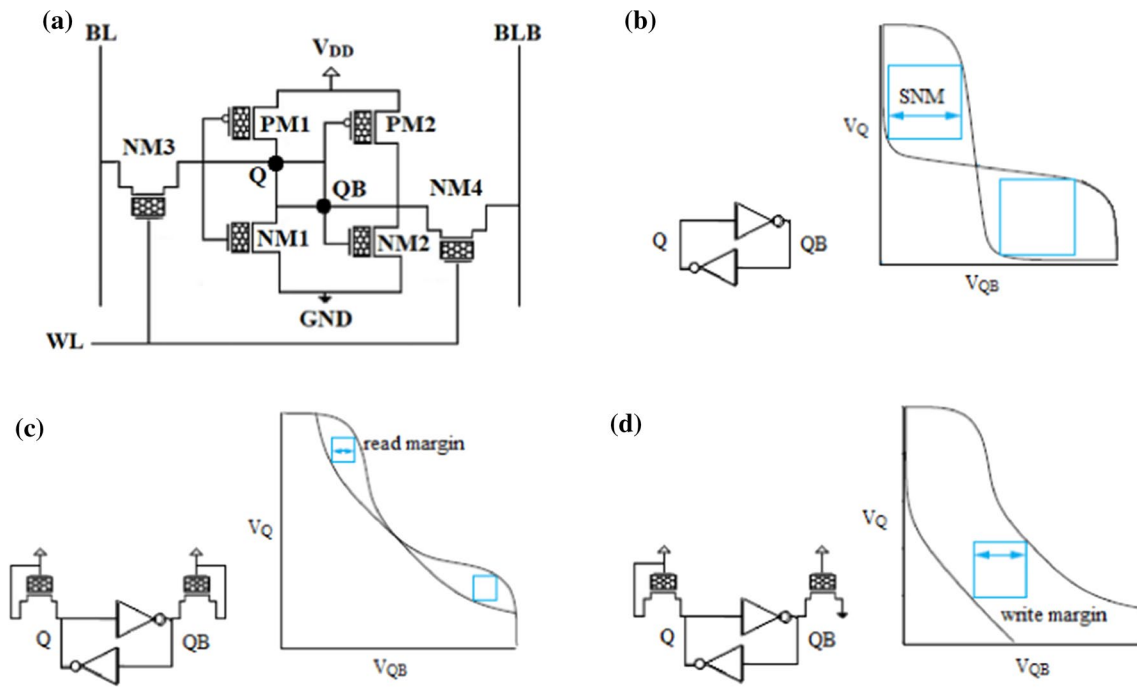 (a)
BL
BLB
V_DD
PM1
PM2
NM3
Q
QB
NM4
NM1
NM2
GND
WL
(b)
SNM
V_Q
Q
QB
V_QB
(c)
read margin
V_Q
Q
QB
V_QB
(d)
V_Q
write margin
Q
QB
V_QB